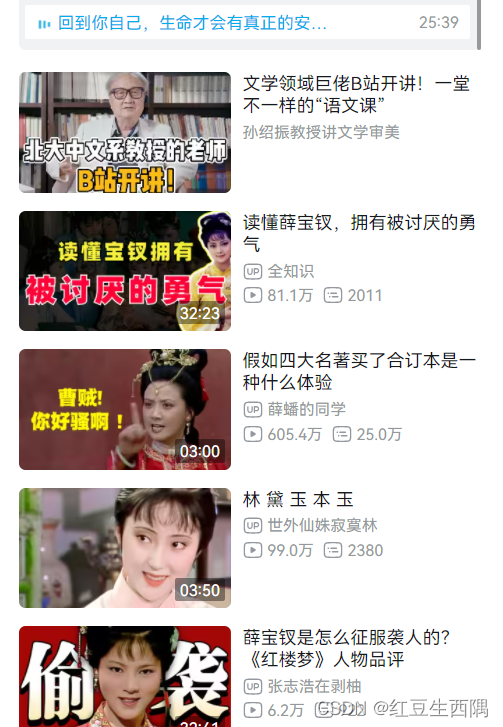 回到你自己，生命才会有真正的安…
25:39
北大中文系教授的老师
B站开讲！
文学领域巨佬B站开讲！一堂
不一样的“语文课”
孙绍振教授讲文学审美
读懂宝钗拥有
被讨厌的勇气
32:23
读懂薛宝钗，拥有被讨厌的勇
气
UP 全知识
81.1万 2011
曹贼!
你好骚啊！
03:00
假如四大名著买了合订本是一
种什么体验
UP 薛蟠的同学
605.4万 25.0万
03:50
林 黛 玉 本 玉
UP 世外仙姝寂寞林
99.0万 2380
偷 袭
薛宝钗是怎么征服袭人的？
《红楼梦》人物品评
UP 张志浩在剥柚
6.2万
CSDN @红豆生西隅